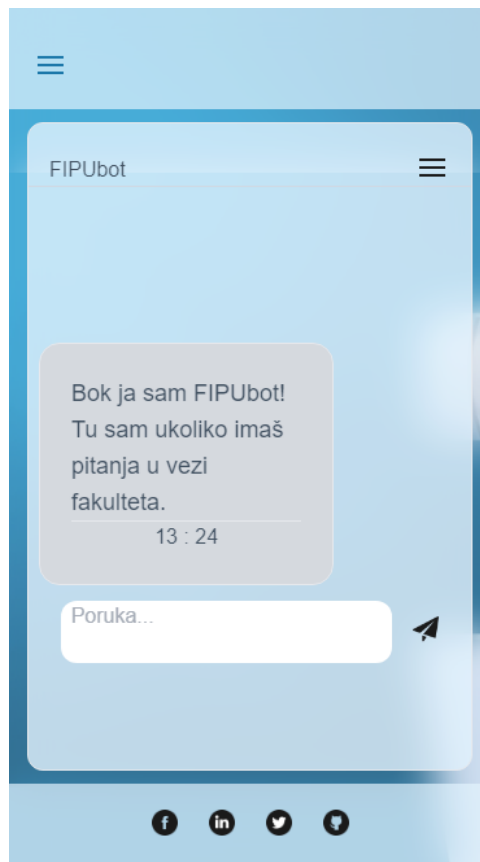 FIPUbot
Bok ja sam FIPUbot!
Tu sam ukoliko imaš
pitanja u vezi
fakulteta.
13 : 24
Poruka...